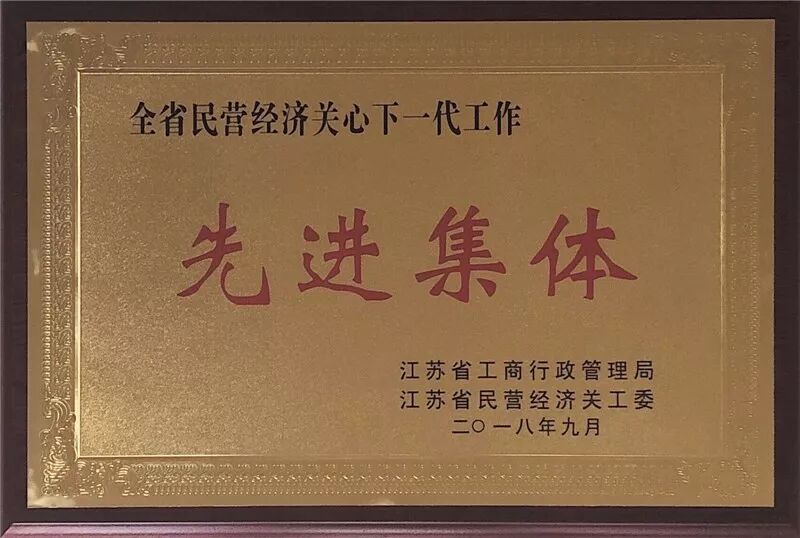 全省民营经济关心下一代工作
先进集体
江苏省工商行政管理局
江苏省民营经济关工委
二〇一八年九月